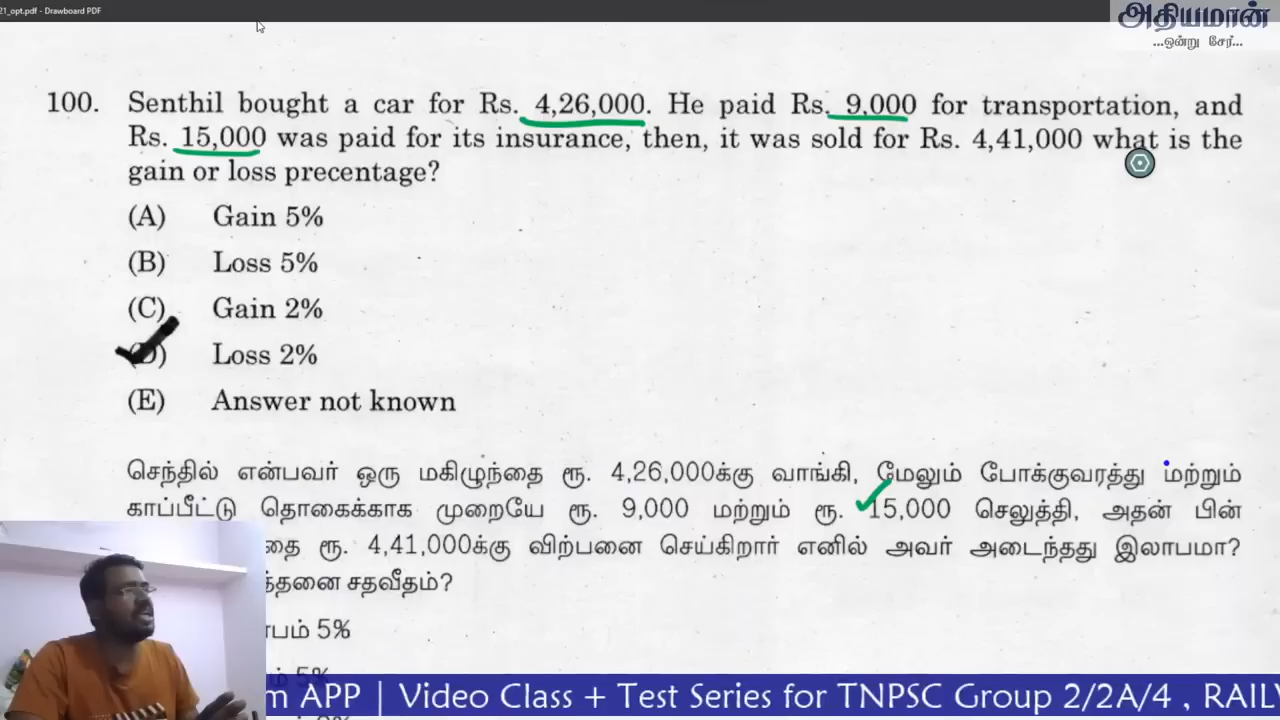 21_opt.pdf - Drawboard PDF
அதியமான்
...ஒன்று சேர்...
100. Senthil bought a car for Rs. 4,26,000. He paid Rs. 9,000 for transportation, and
Rs. 15,000 was paid for its insurance, then, it was sold for Rs. 4,41,000 what is the
gain or loss precentage?
(A) Gain 5%
(B) Loss 5%
(C) Gain 2%
(D) Loss 2%
(E) Answer not known
செந்தில் என்பவர் ஒரு மகிழுந்தை ரூ. 4,26,000க்கு வாங்கி, மேலும் போக்குவரத்து மற்றும்
காப்பீட்டு தொகைக்காக முறையே ரூ. 9,000 மற்றும் ரூ. 15,000 செலுத்தி, அதன் பின்
தை ரூ. 4,41,000க்கு விற்பனை செய்கிறார் எனில் அவர் அடைந்தது இலாபமா?
த்தனை சதவீதம்?
பம் 5%
5%
m APP | Video Class + Test Series for TNPSC Group 2/2A/4 , RAILW